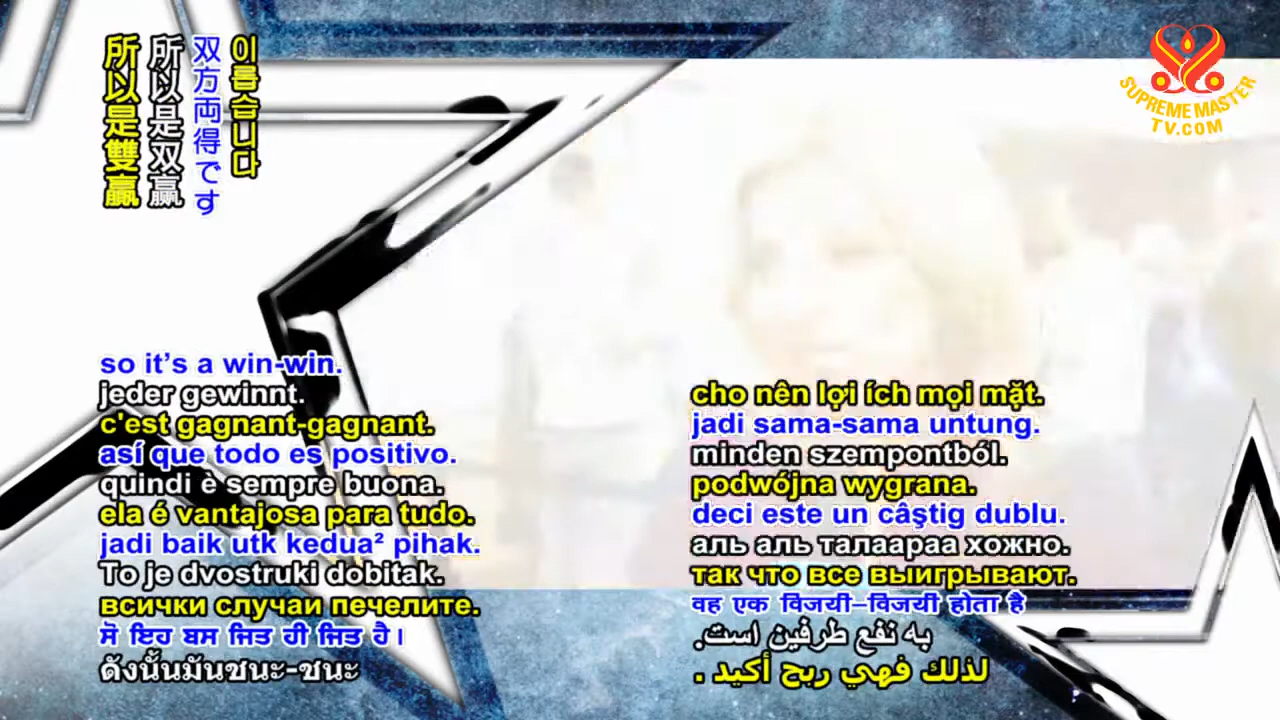 이롭습니다
双方両得です
所以是双赢
所以是雙贏
SUPREME MASTER
TV.COM
so it's a win-win.
jeder gewinnt.
c'est gagnant-gagnant.
así que todo es positivo.
quindi è sempre buona.
ela é vantajosa para tudo.
jadi baik utk kedua² pihak.
To je dvostruki dobitak.
всички случаи печелите.
ਸੋ ਇਹ ਬਸ ਜਿਤ ਹੀ ਜਿਤ ਹੈ।
ดังนั้นมันชนะ-ชนะ
cho nên lợi ích mọi mặt.
jadi sama-sama untung.
minden szempontból.
podwójna wygrana.
deci este un câştig dublu.
аль аль талаараа хожно.
так что все выигрывают.
वह एक विजयी-विजयी होता है
به نفع طرفین است.
لذلك فهي ربح أكيد .